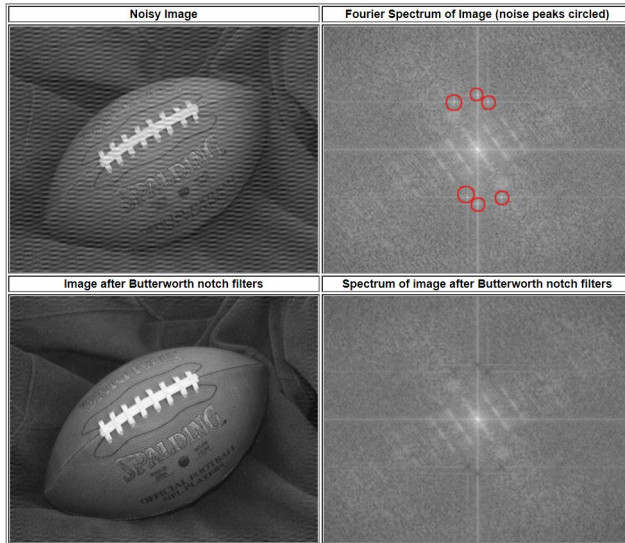 Noisy Image
Fourier Spectrum of Image (noise peaks circled)
SPALDING
Image after Butterworth notch filters
Spectrum of image after Butterworth notch filters
SPALDING
OFFICIAL FOOTBALL
NFL PLAYERS